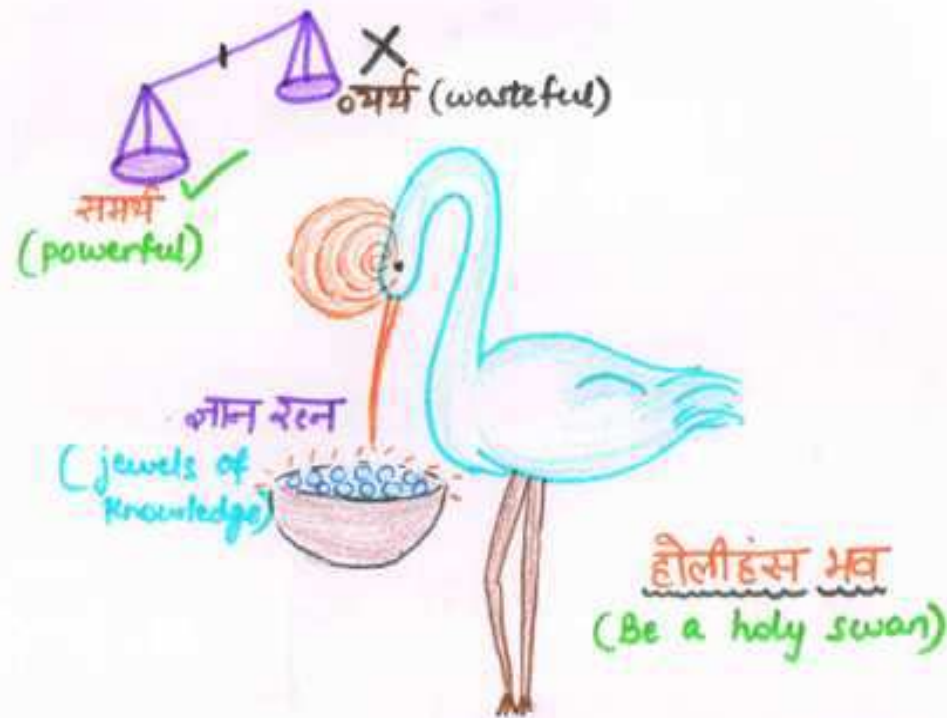 व्यर्थ (wasteful)
समर्थ
(powerful)
ज्ञान रत्न
(jewels of
knowledge)
होलीहंस भव
(Be a holy swan)